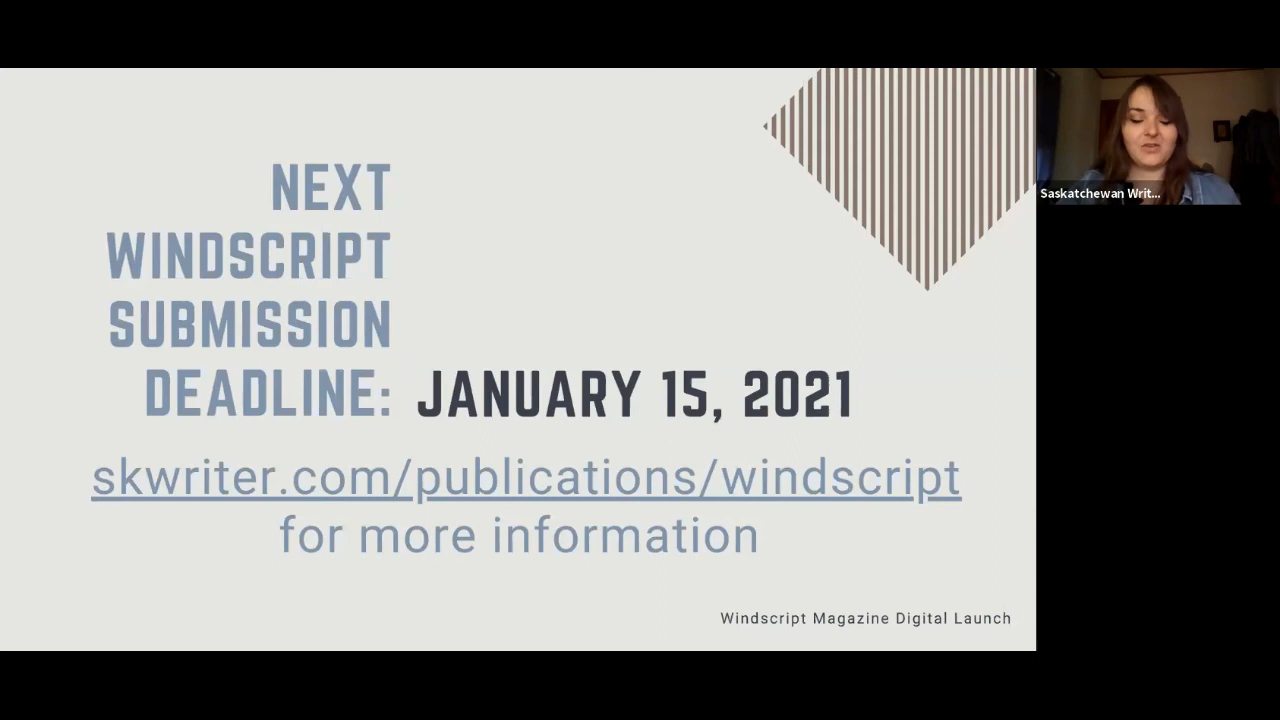 NEXT
WINDSCRIPT
SUBMISSION
DEADLINE: JANUARY 15, 2021
skwriter.com/publications/windscript
for more information
Windscript Magazine Digital Launch
Saskatchewan Writ...